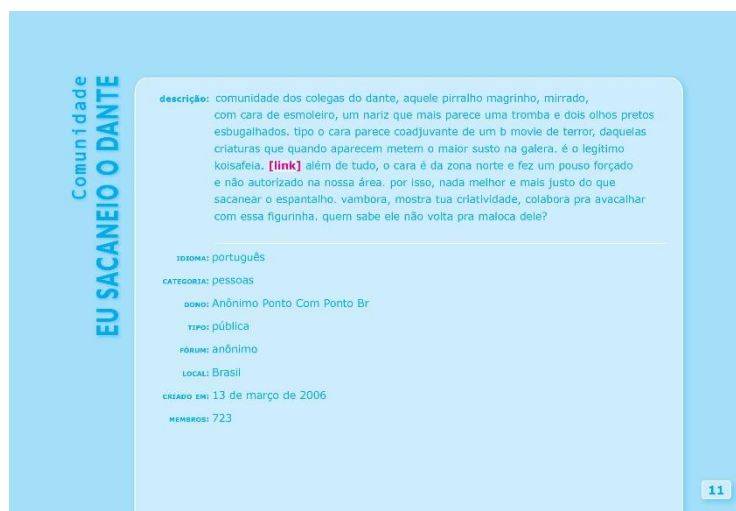 Comunidade
EU SACANEIO O DANTE
descrição: comunidade dos colegas do dante, aquele pirralho magrinho, mirrado,
com cara de esmoleiro, um nariz que mais parece uma tromba e dois olhos pretos
esbugalhados. tipo o cara parece coadjuvante de um b movie de terror, daquelas
criaturas que quando aparecem metem o maior susto na galera. é o legítimo
koisafeia. [link] além de tudo, o cara é da zona norte e fez um pouso forçado
e não autorizado na nossa área. por isso, nada melhor e mais justo do que
sacanear o espantalho. vambora, mostra tua criatividade, colabora pra avacalhar
com essa figurinha. quem sabe ele não volta pra maloca dele?
IDIOMA: português
CATEGORIA: pessoas
DONO: Anônimo Ponto Com Ponto Br
TIPO: pública
FÓRUM: anônimo
LOCAL: Brasil
CRIADO EM: 13 de março de 2006
MEMBROS: 723
11